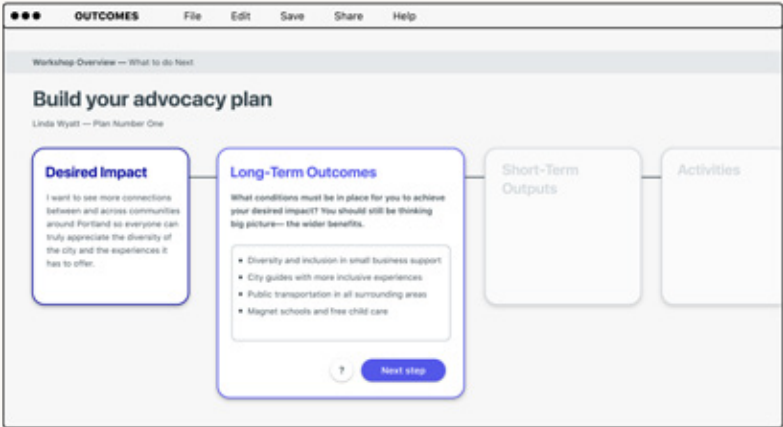 OUTCOMES File Edit Save Share Help
Workshop Overview — What to do Next
Build your advocacy plan
Linda Wyatt — Plan Number One
Desired Impact
I want to see more connections
between and across communities
around Portland so everyone can
truly appreciate the diversity of
the city and the experiences it
has to offer.
Long-Term Outcomes
What conditions must be in place for you to achieve
your desired impact? You should still be thinking
big picture— the wider benefits.
• Diversity and inclusion in small business support
• City guides with more inclusive experiences
• Public transportation in all surrounding areas
• Magnet schools and free child care
? Next step
Short-Term
Outputs
Activities